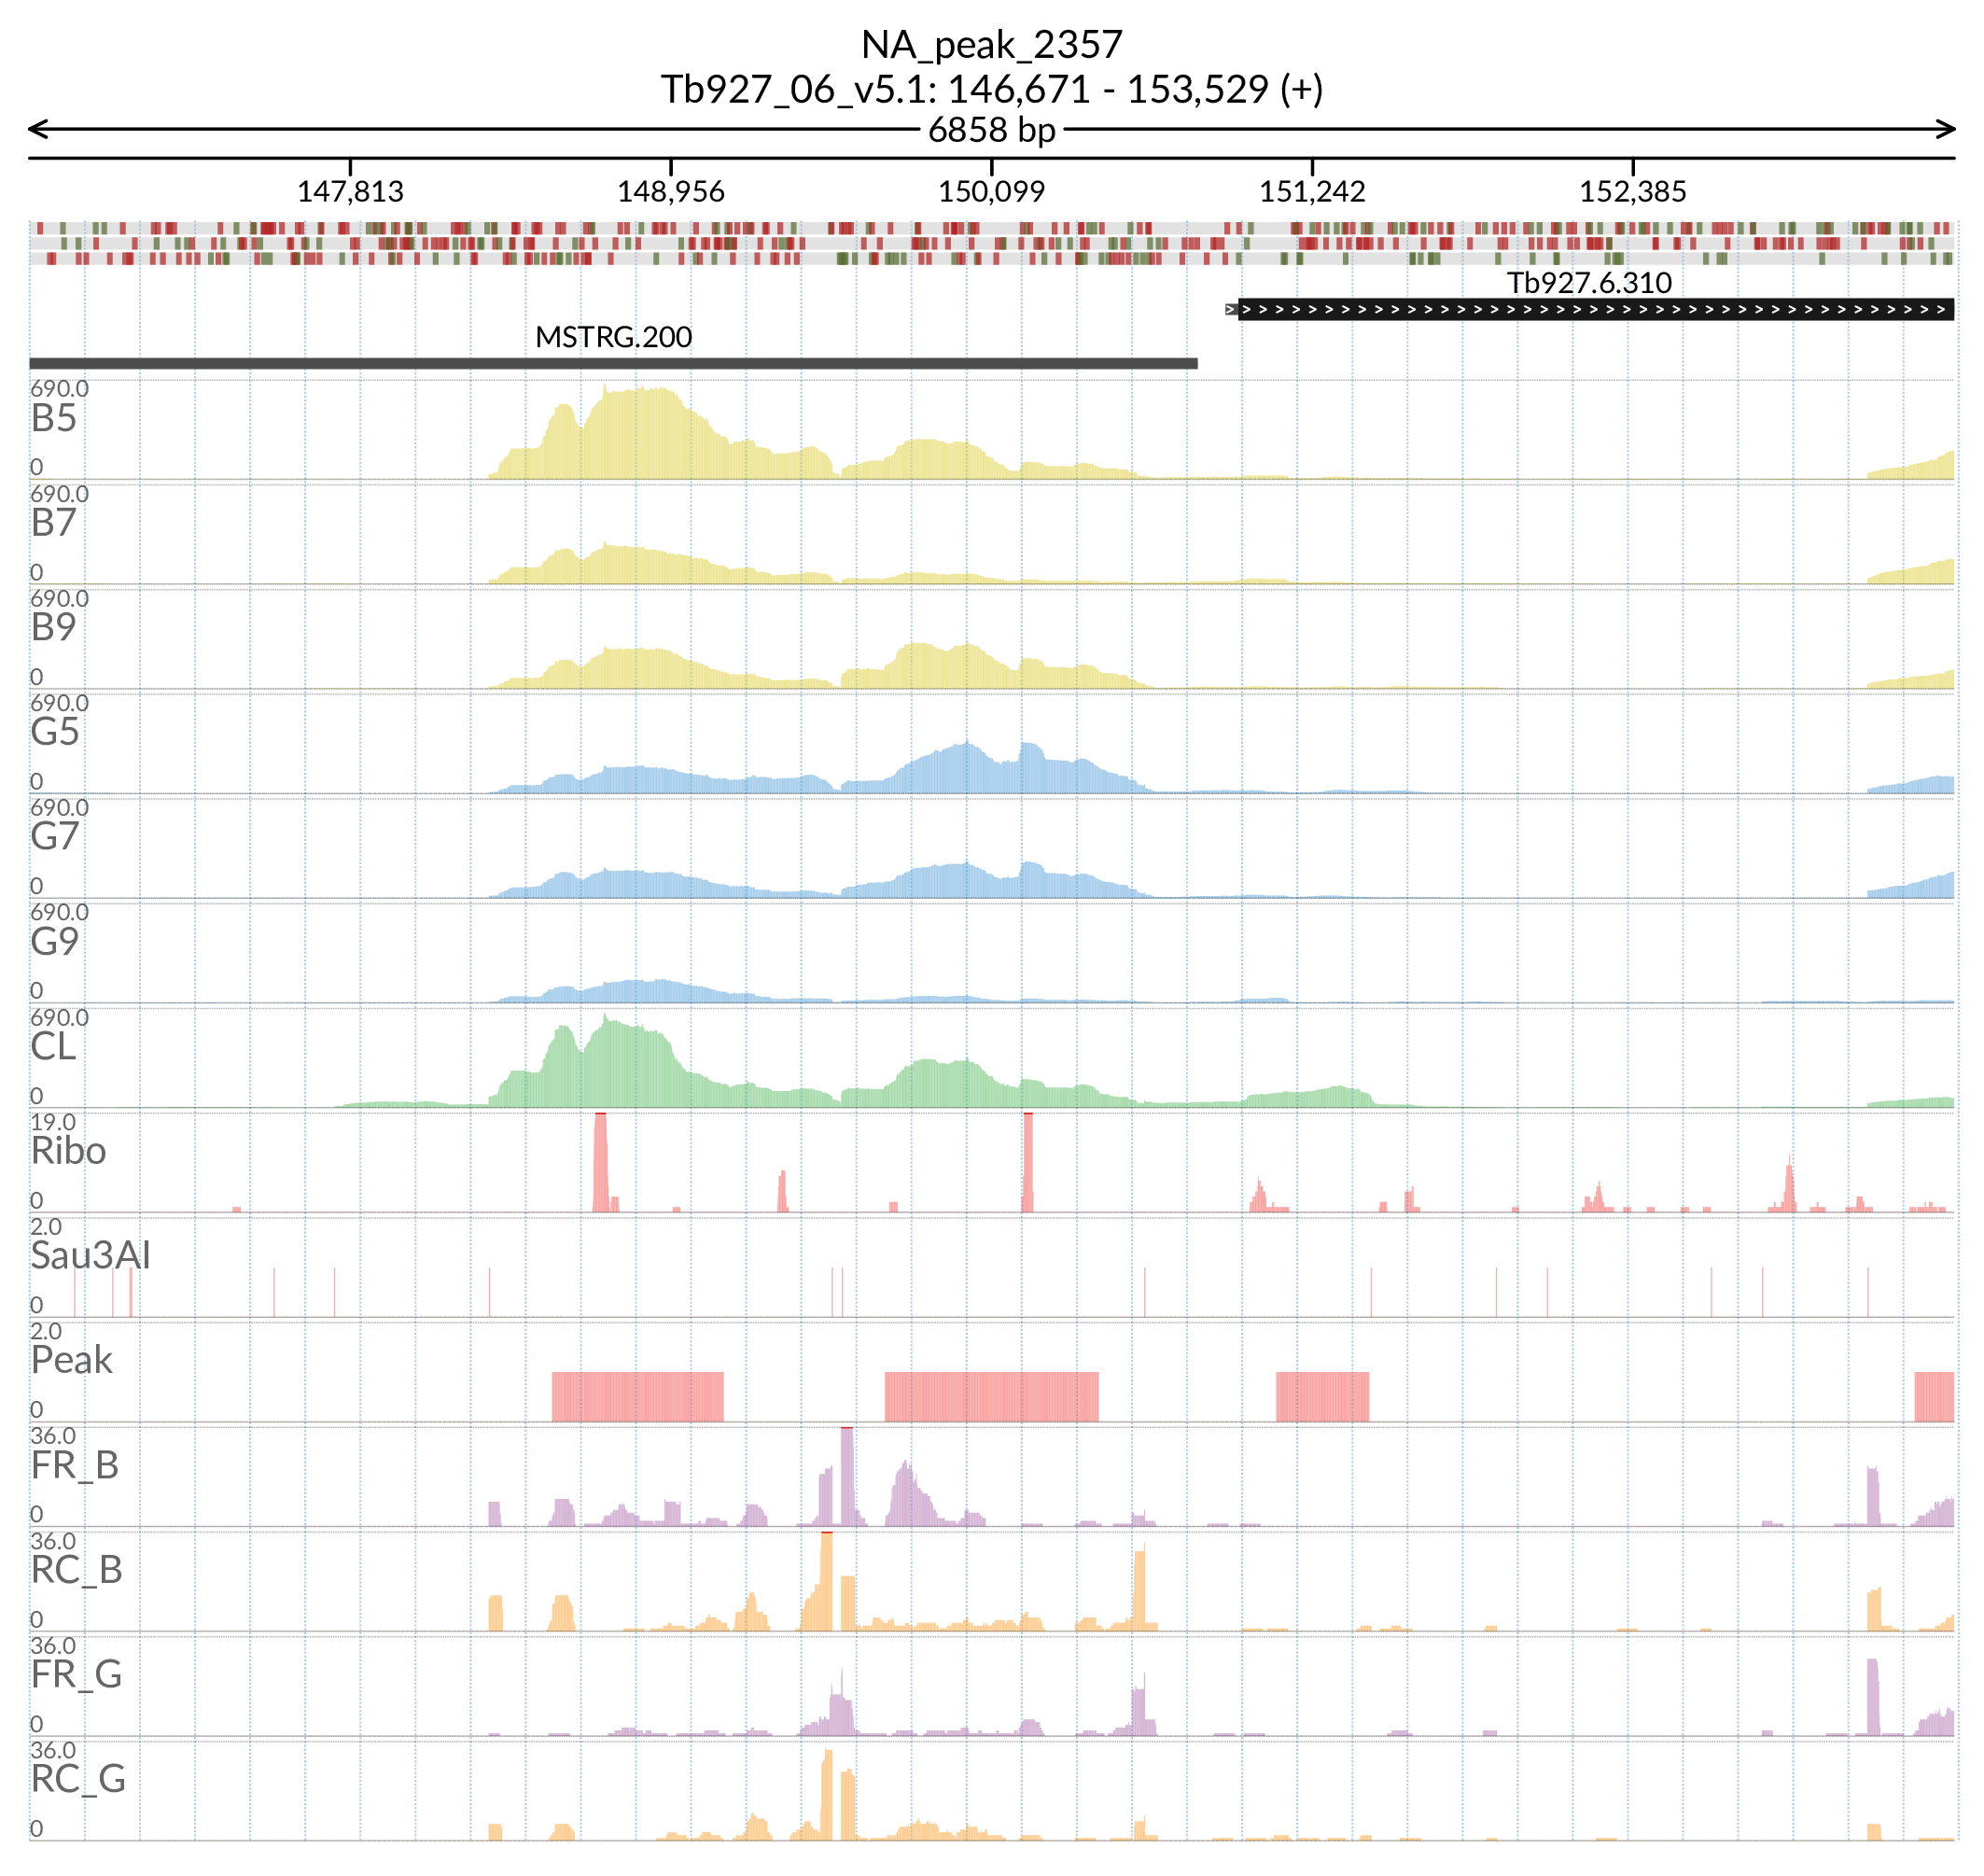 NA_peak_2357
Tb927_06_v5.1: 146,671 - 153,529 (+)
6858 bp
147,813 148,956 150,099 151,242 152,385
Tb927.6.310
MSTRG.200
690.0
B5
0
690.0
B7
0
690.0
B9
0
690.0
G5
0
690.0
G7
0
690.0
G9
0
690.0
CL
0
19.0
Ribo
0
2.0
Sau3AI
0
2.0
Peak
0
36.0
FR_B
0
36.0
RC_B
0
36.0
FR_G
0
36.0
RC_G
0